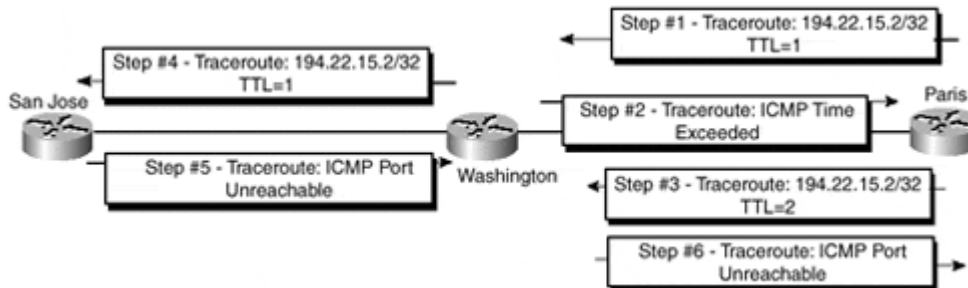 Step #1 - Traceroute: 194.22.15.2/32
TTL=1
Step #4 - Traceroute: 194.22.15.2/32
TTL=1
San Jose
Paris
Step #2 - Traceroute: ICMP Time
Exceeded
Step #5 - Traceroute: ICMP Port
Unreachable
Washington
Step #3 - Traceroute: 194.22.15.2/32
TTL=2
Step #6 - Traceroute: ICMP Port
Unreachable